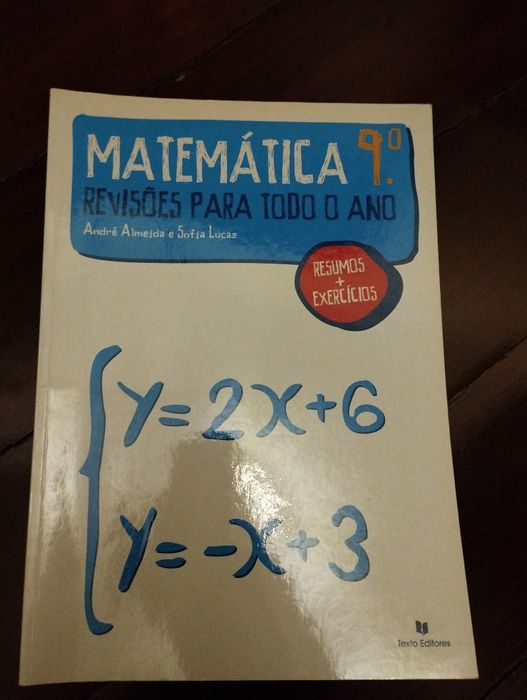 MATEMÁTICA 9.º
REVISÕES PARA TODO O ANO
André Almeida e Sofia Lucas
RESUMOS
+
EXERCÍCIOS
y=2x+6
y=-x+3
Texto Editores